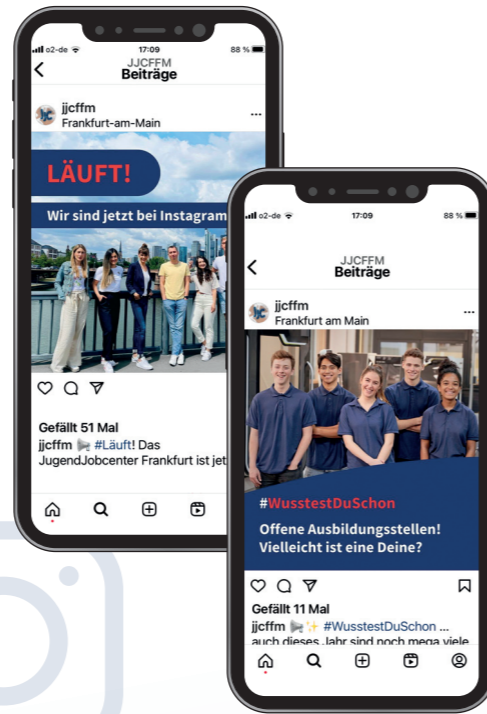 o2-de
17:09
88 %
JJCFFM
Beiträge
jjcffm
Frankfurt-am-Main
LÄUFT!
Wir sind jetzt bei Instagram
Gefällt 51 Mal
jjcffm #Läuft! Das
JugendJobcenter Frankfurt ist jet
o2-de
17:09
88 %
JJCFFM
Beiträge
jjcffm
Frankfurt am Main
#WusstestDuSchon
Offene Ausbildungsstellen!
Vielleicht ist eine Deine?
Gefällt 11 Mal
jjcffm #WusstestDuSchon ...
auch dieses Jahr sind noch mega viele